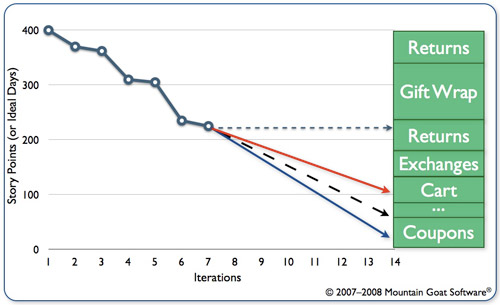 Story Points (or Ideal Days)
400
300
200
100
0
1 2 3 4 5 6 7 8 9 10 11 12 13 14
Iterations
Returns
Gift Wrap
Returns
Exchanges
Cart
...
Coupons
© 2007–2008 Mountain Goat Software®